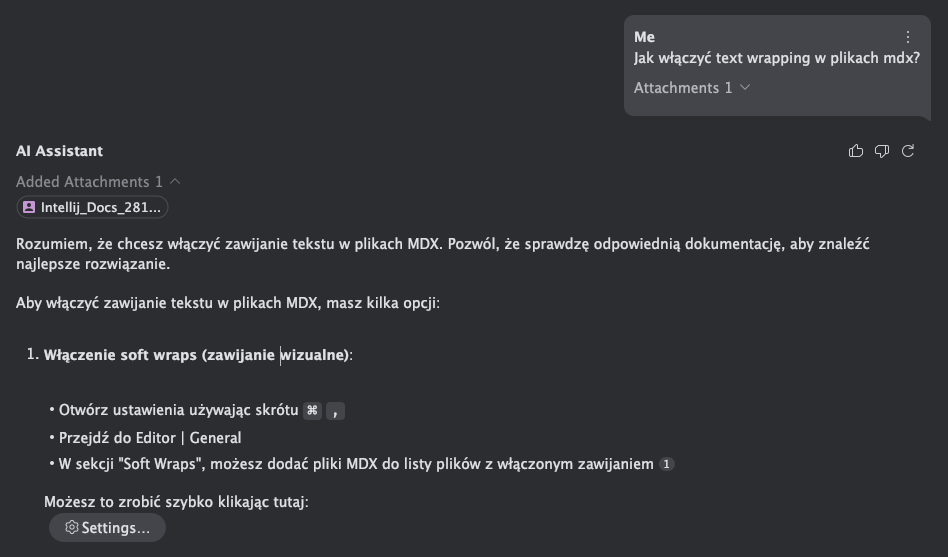 Me
Jak włączyć text wrapping w plikach mdx?
Attachments 1
AI Assistant
Added Attachments 1
Intellij_Docs_281...
Rozumiem, że chcesz włączyć zawijanie tekstu w plikach MDX. Pozwól, że sprawdzę odpowiednią dokumentację, aby znaleźć
najlepsze rozwiązanie.
Aby włączyć zawijanie tekstu w plikach MDX, masz kilka opcji:
1. Włączenie soft wraps (zawijanie wizualne):
• Otwórz ustawienia używając skrótu ⌘ ,
• Przejdź do Editor | General
• W sekcji "Soft Wraps", możesz dodać pliki MDX do listy plików z włączonym zawijaniem 1
Możesz to zrobić szybko klikając tutaj:
Settings...